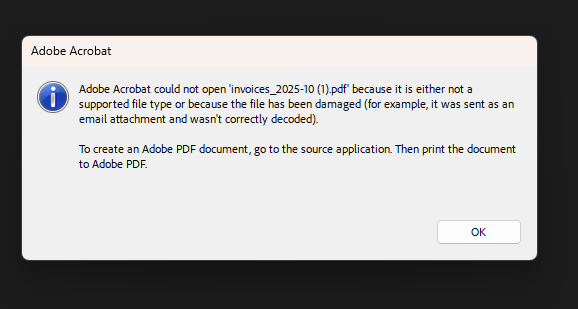 Adobe Acrobat
Adobe Acrobat could not open 'invoices_2025-10 (1).pdf' because it is either not a
supported file type or because the file has been damaged (for example, it was sent as an
email attachment and wasn't correctly decoded).
To create an Adobe PDF document, go to the source application. Then print the document
to Adobe PDF.
OK